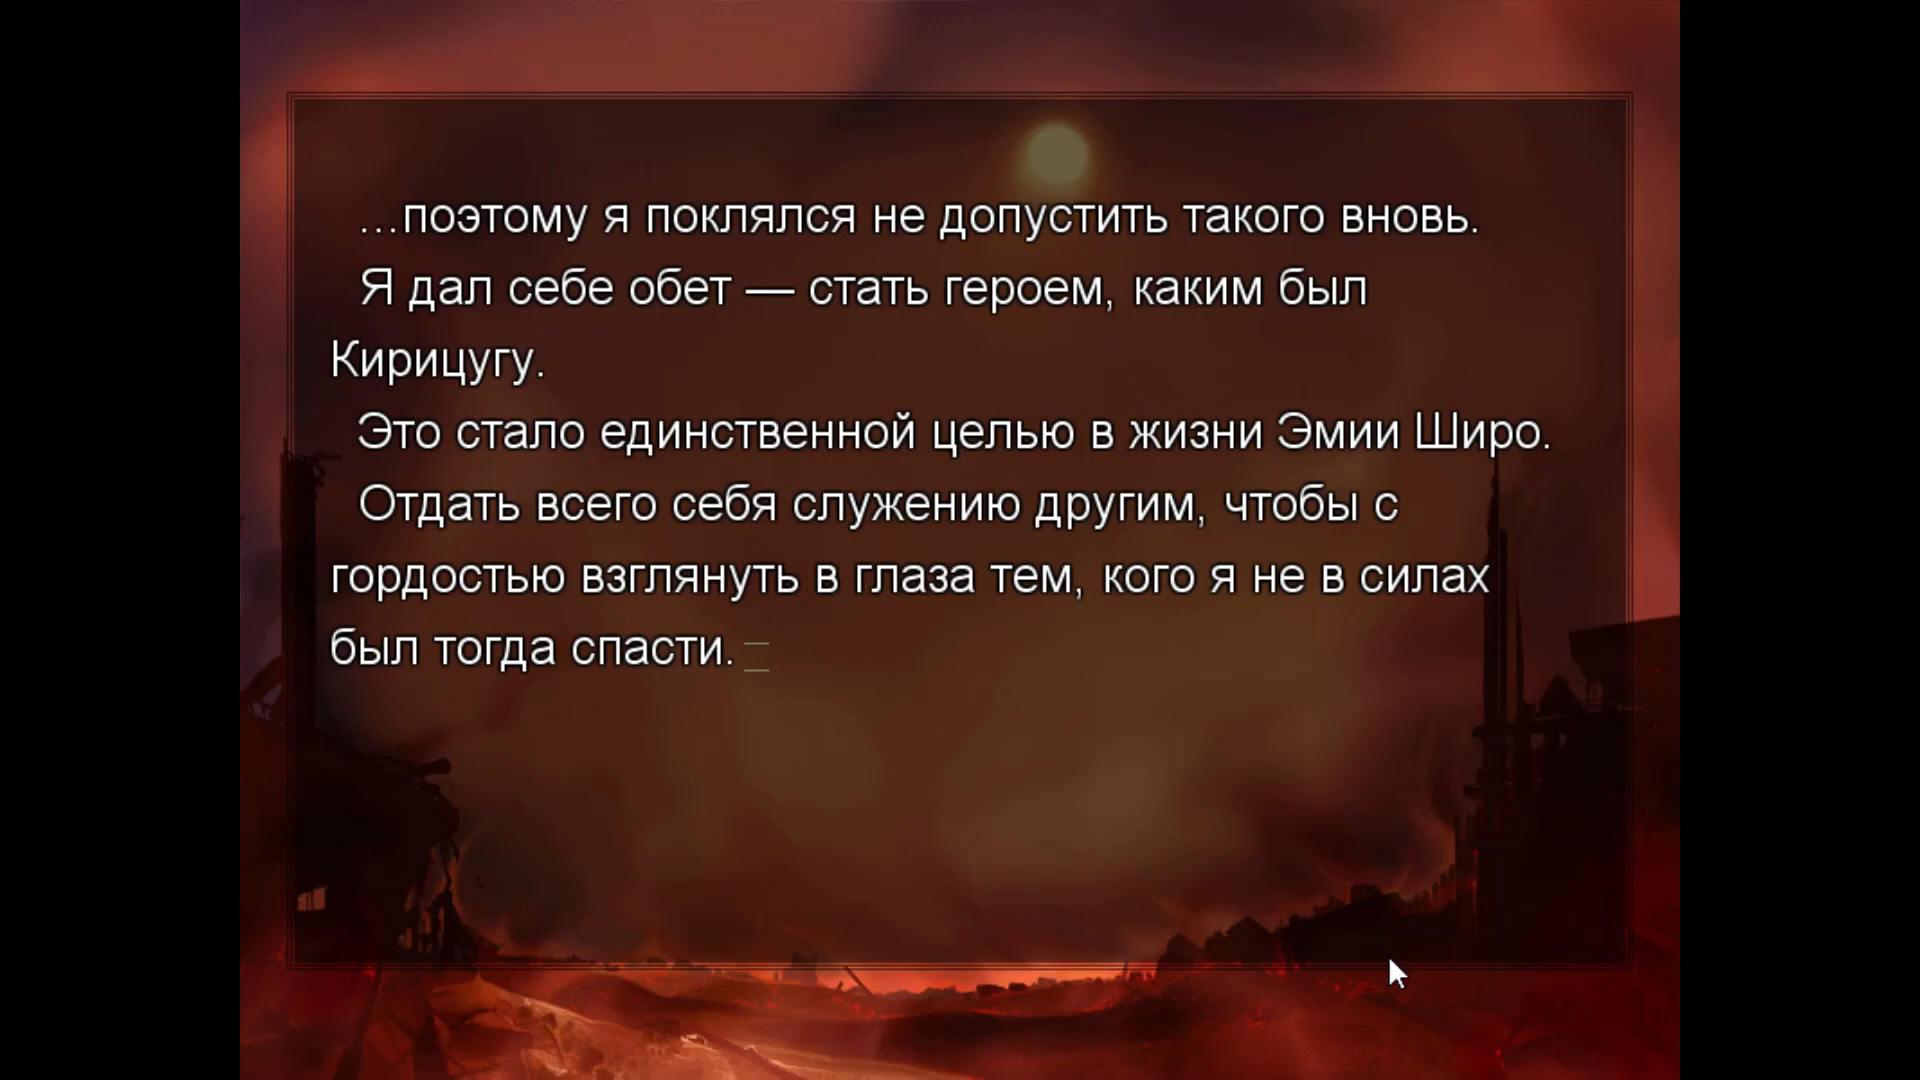 …поэтому я поклялся не допустить такого вновь.
Я дал себе обет — стать героем, каким был
Кирицугу.
Это стало единственной целью в жизни Эмии Широ.
Отдать всего себя служению другим, чтобы с
гордостью взглянуть в глаза тем, кого я не в силах
был тогда спасти.